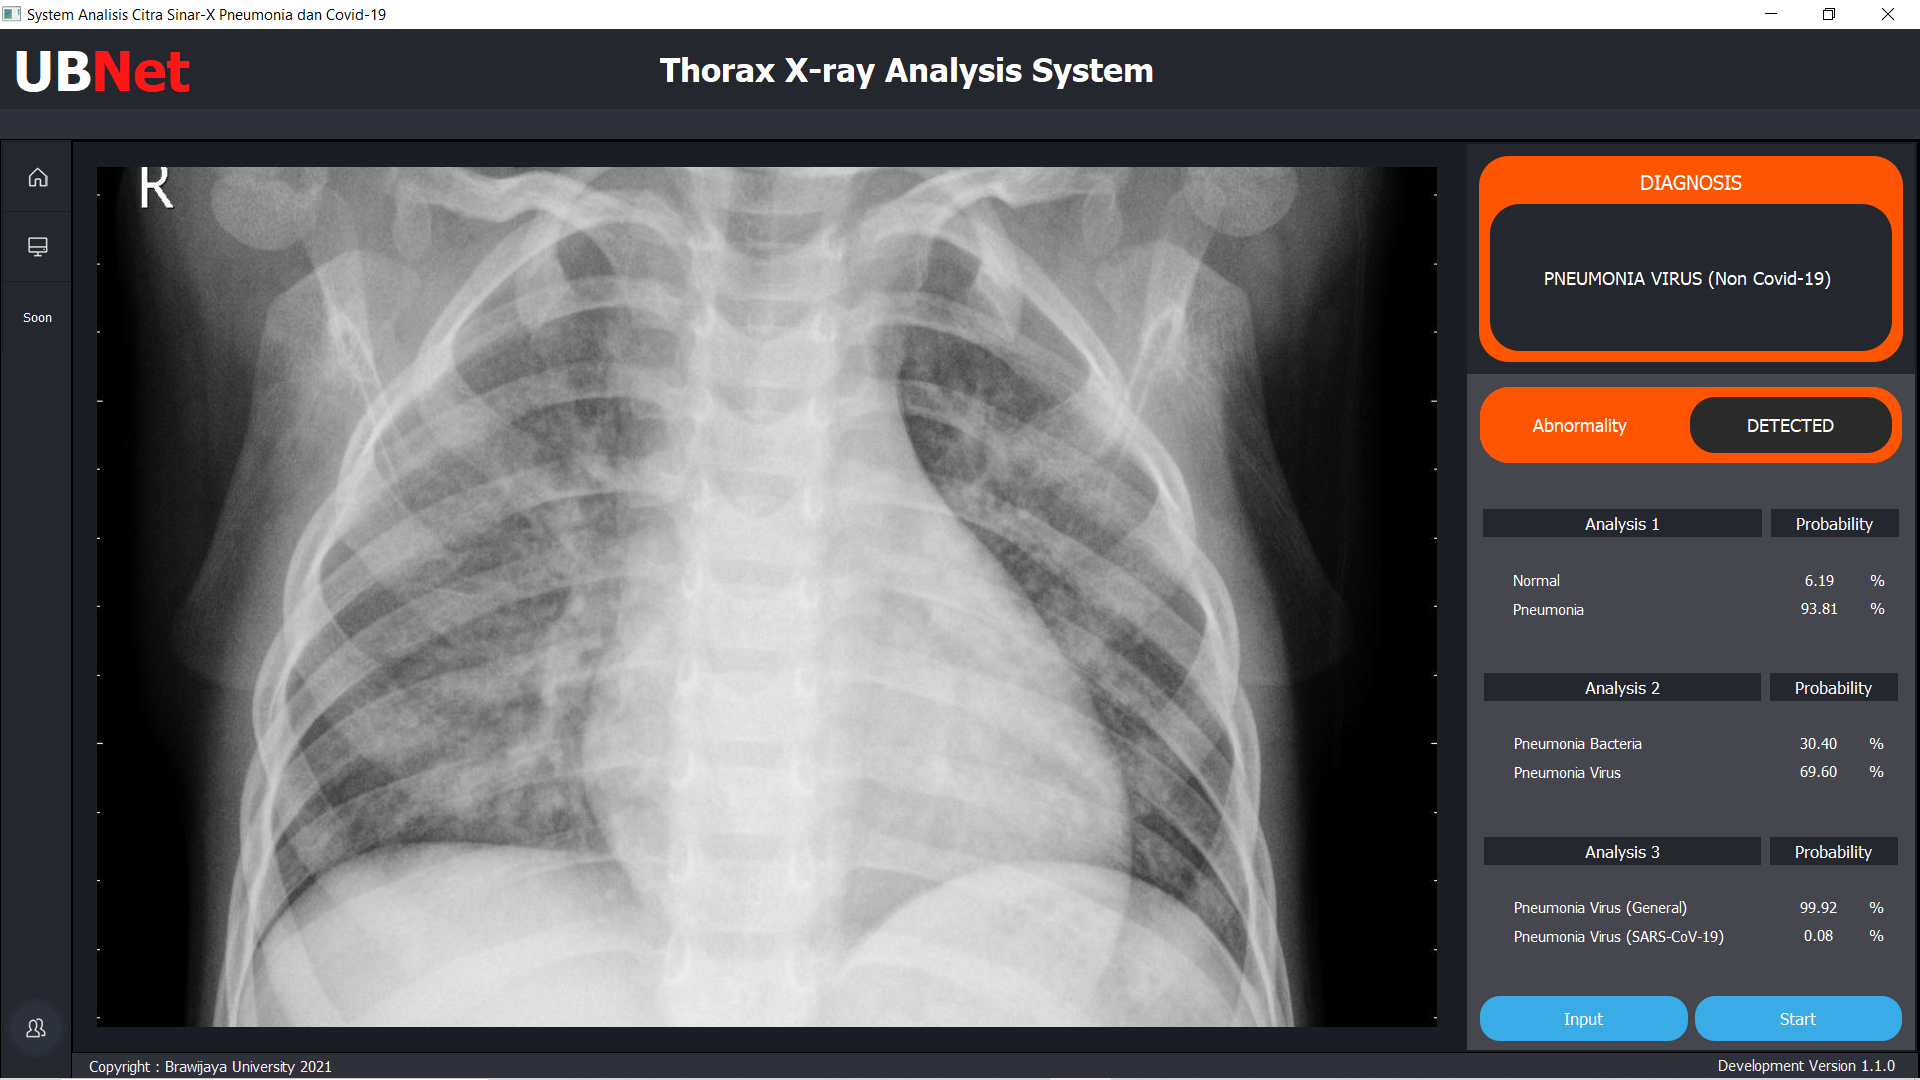 System Analisis Citra Sinar-X Pneumonia dan Covid-19
UBNet
Thorax X-ray Analysis System
Soon
R
DIAGNOSIS
PNEUMONIA VIRUS (Non Covid-19)
Abnormality DETECTED
Analysis 1 Probability
Normal 6.19 %
Pneumonia 93.81 %
Analysis 2 Probability
Pneumonia Bacteria 30.40 %
Pneumonia Virus 69.60 %
Analysis 3 Probability
Pneumonia Virus (General) 99.92 %
Pneumonia Virus (SARS-CoV-19) 0.08 %
Input Start
Copyright : Brawijaya University 2021
Development Version 1.1.0